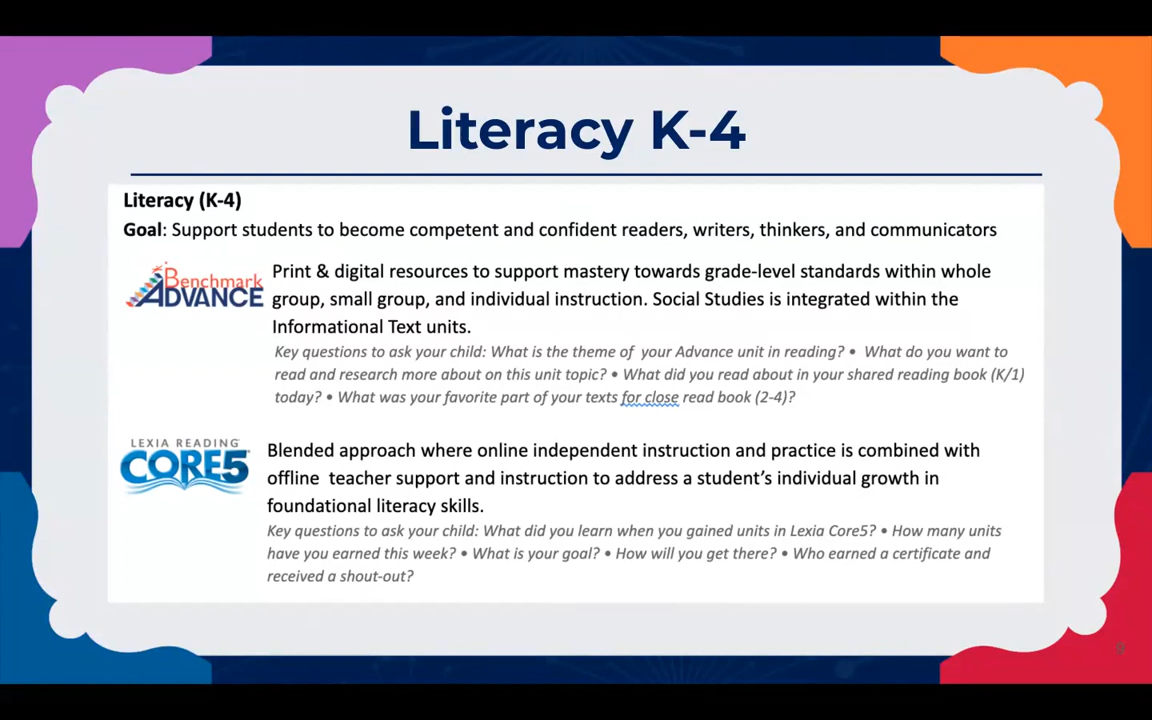 Literacy K-4
Literacy (K-4)
Goal: Support students to become competent and confident readers, writers, thinkers, and communicators
Benchmark
ADVANCE
Print & digital resources to support mastery towards grade-level standards within whole
group, small group, and individual instruction. Social Studies is integrated within the
Informational Text units.
Key questions to ask your child: What is the theme of  your Advance unit in reading? •  What do you want to
read and research more about on this unit topic? • What did you read about in your shared reading book (K/1)
today? • What was your favorite part of your texts for close read book (2-4)?
LEXIA READING
CORE5
Blended approach where online independent instruction and practice is combined with
offline  teacher support and instruction to address a student's individual growth in
foundational literacy skills.
Key questions to ask your child: What did you learn when you gained units in Lexia Core5? • How many units
have you earned this week? • What is your goal? • How will you get there? • Who earned a certificate and
received a shout-out?